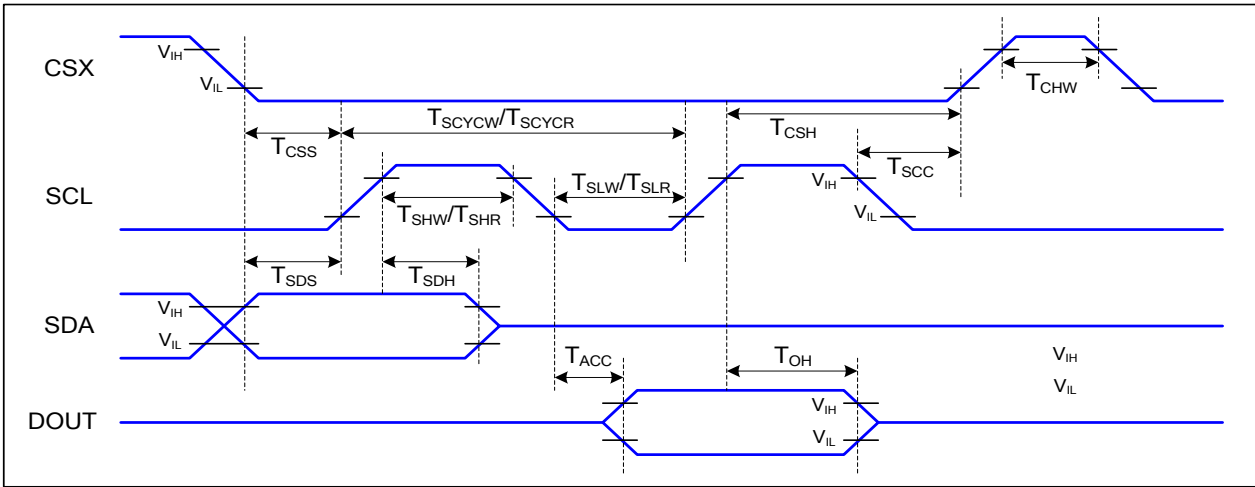 CSX
V_IH
V_IL
T_CHW
T_SCYCW/T_SCYCR
T_CSS
T_CSH
T_SCC
SCL
T_SLW/T_SLR
V_IH
V_IL
T_SHW/T_SHR
T_SDS
T_SDH
SDA
V_IH
V_IL
T_ACC
T_OH
V_IH
V_IL
DOUT
V_IH
V_IL